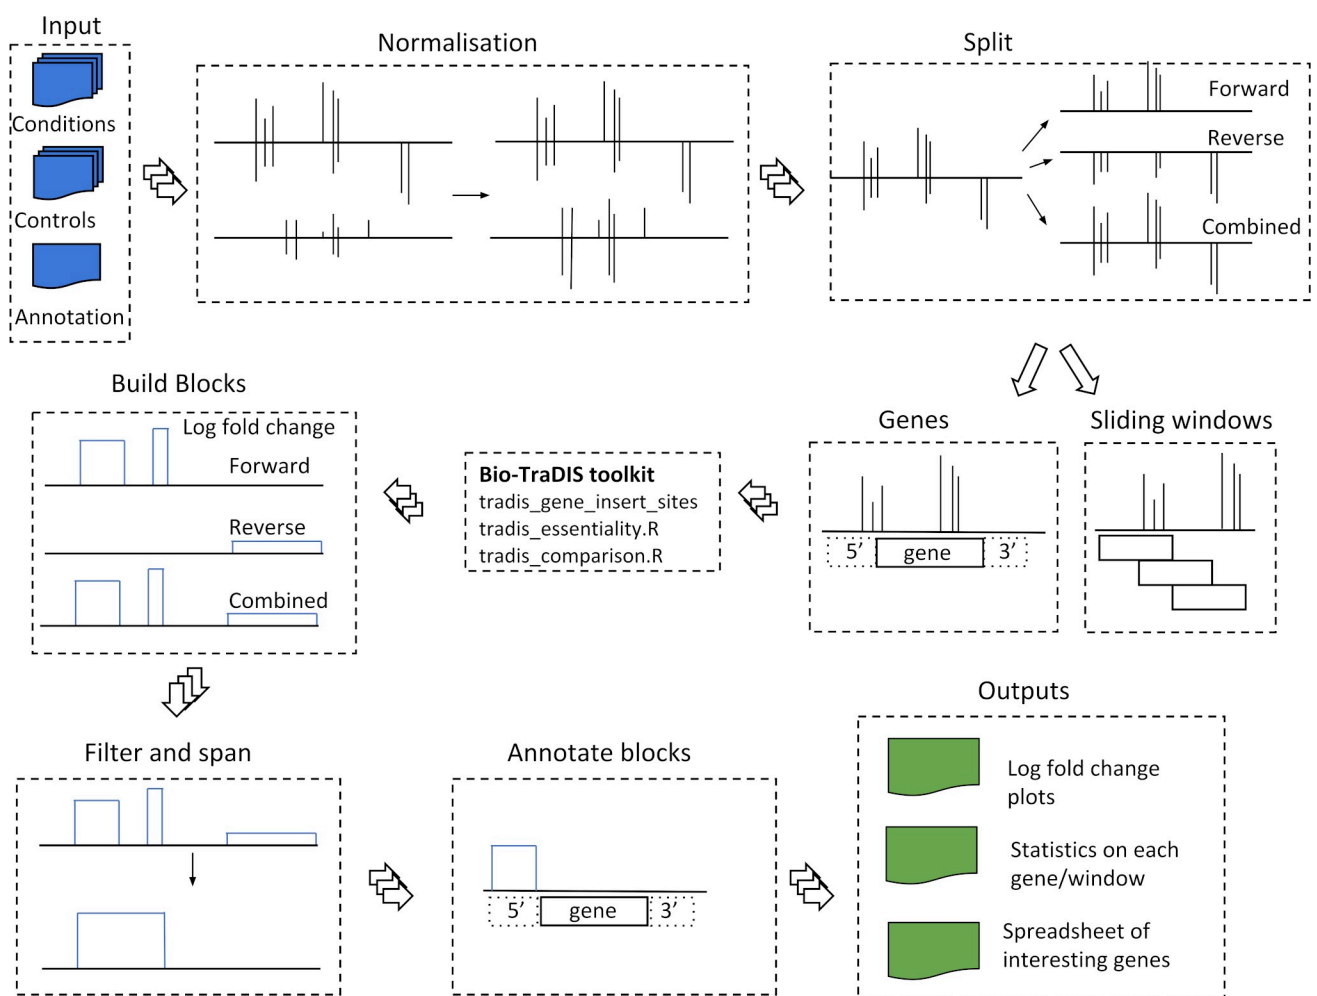 Input
Conditions
Controls
Annotation
Normalisation
Split
Forward
Reverse
Combined
Genes
5′ gene 3′
Sliding windows
Bio-TraDIS toolkit
tradis_gene_insert_sites
tradis_essentiality.R
tradis_comparison.R
Build Blocks
Log fold change
Forward
Reverse
Combined
Filter and span
Annotate blocks
5′ gene 3′
Outputs
Log fold change
plots
Statistics on each
gene/window
Spreadsheet of
interesting genes